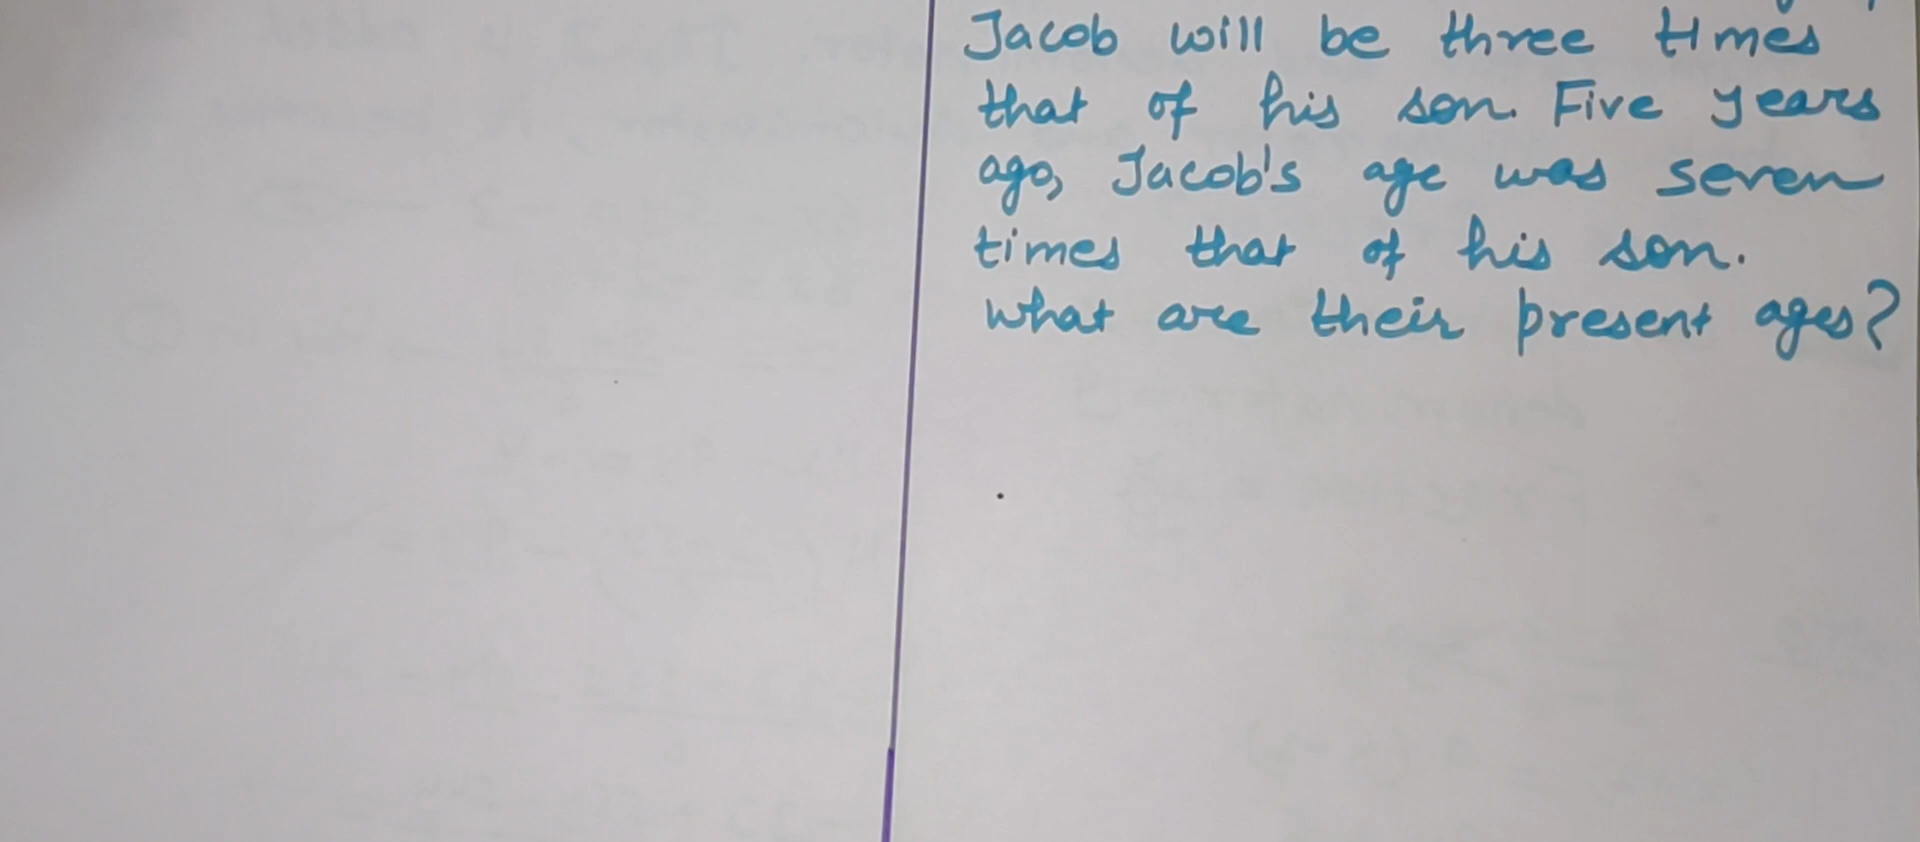 Jacob will be three times
that of his son. Five years
ago, Jacob's age was seven
times that of his son.
what are their present ages?